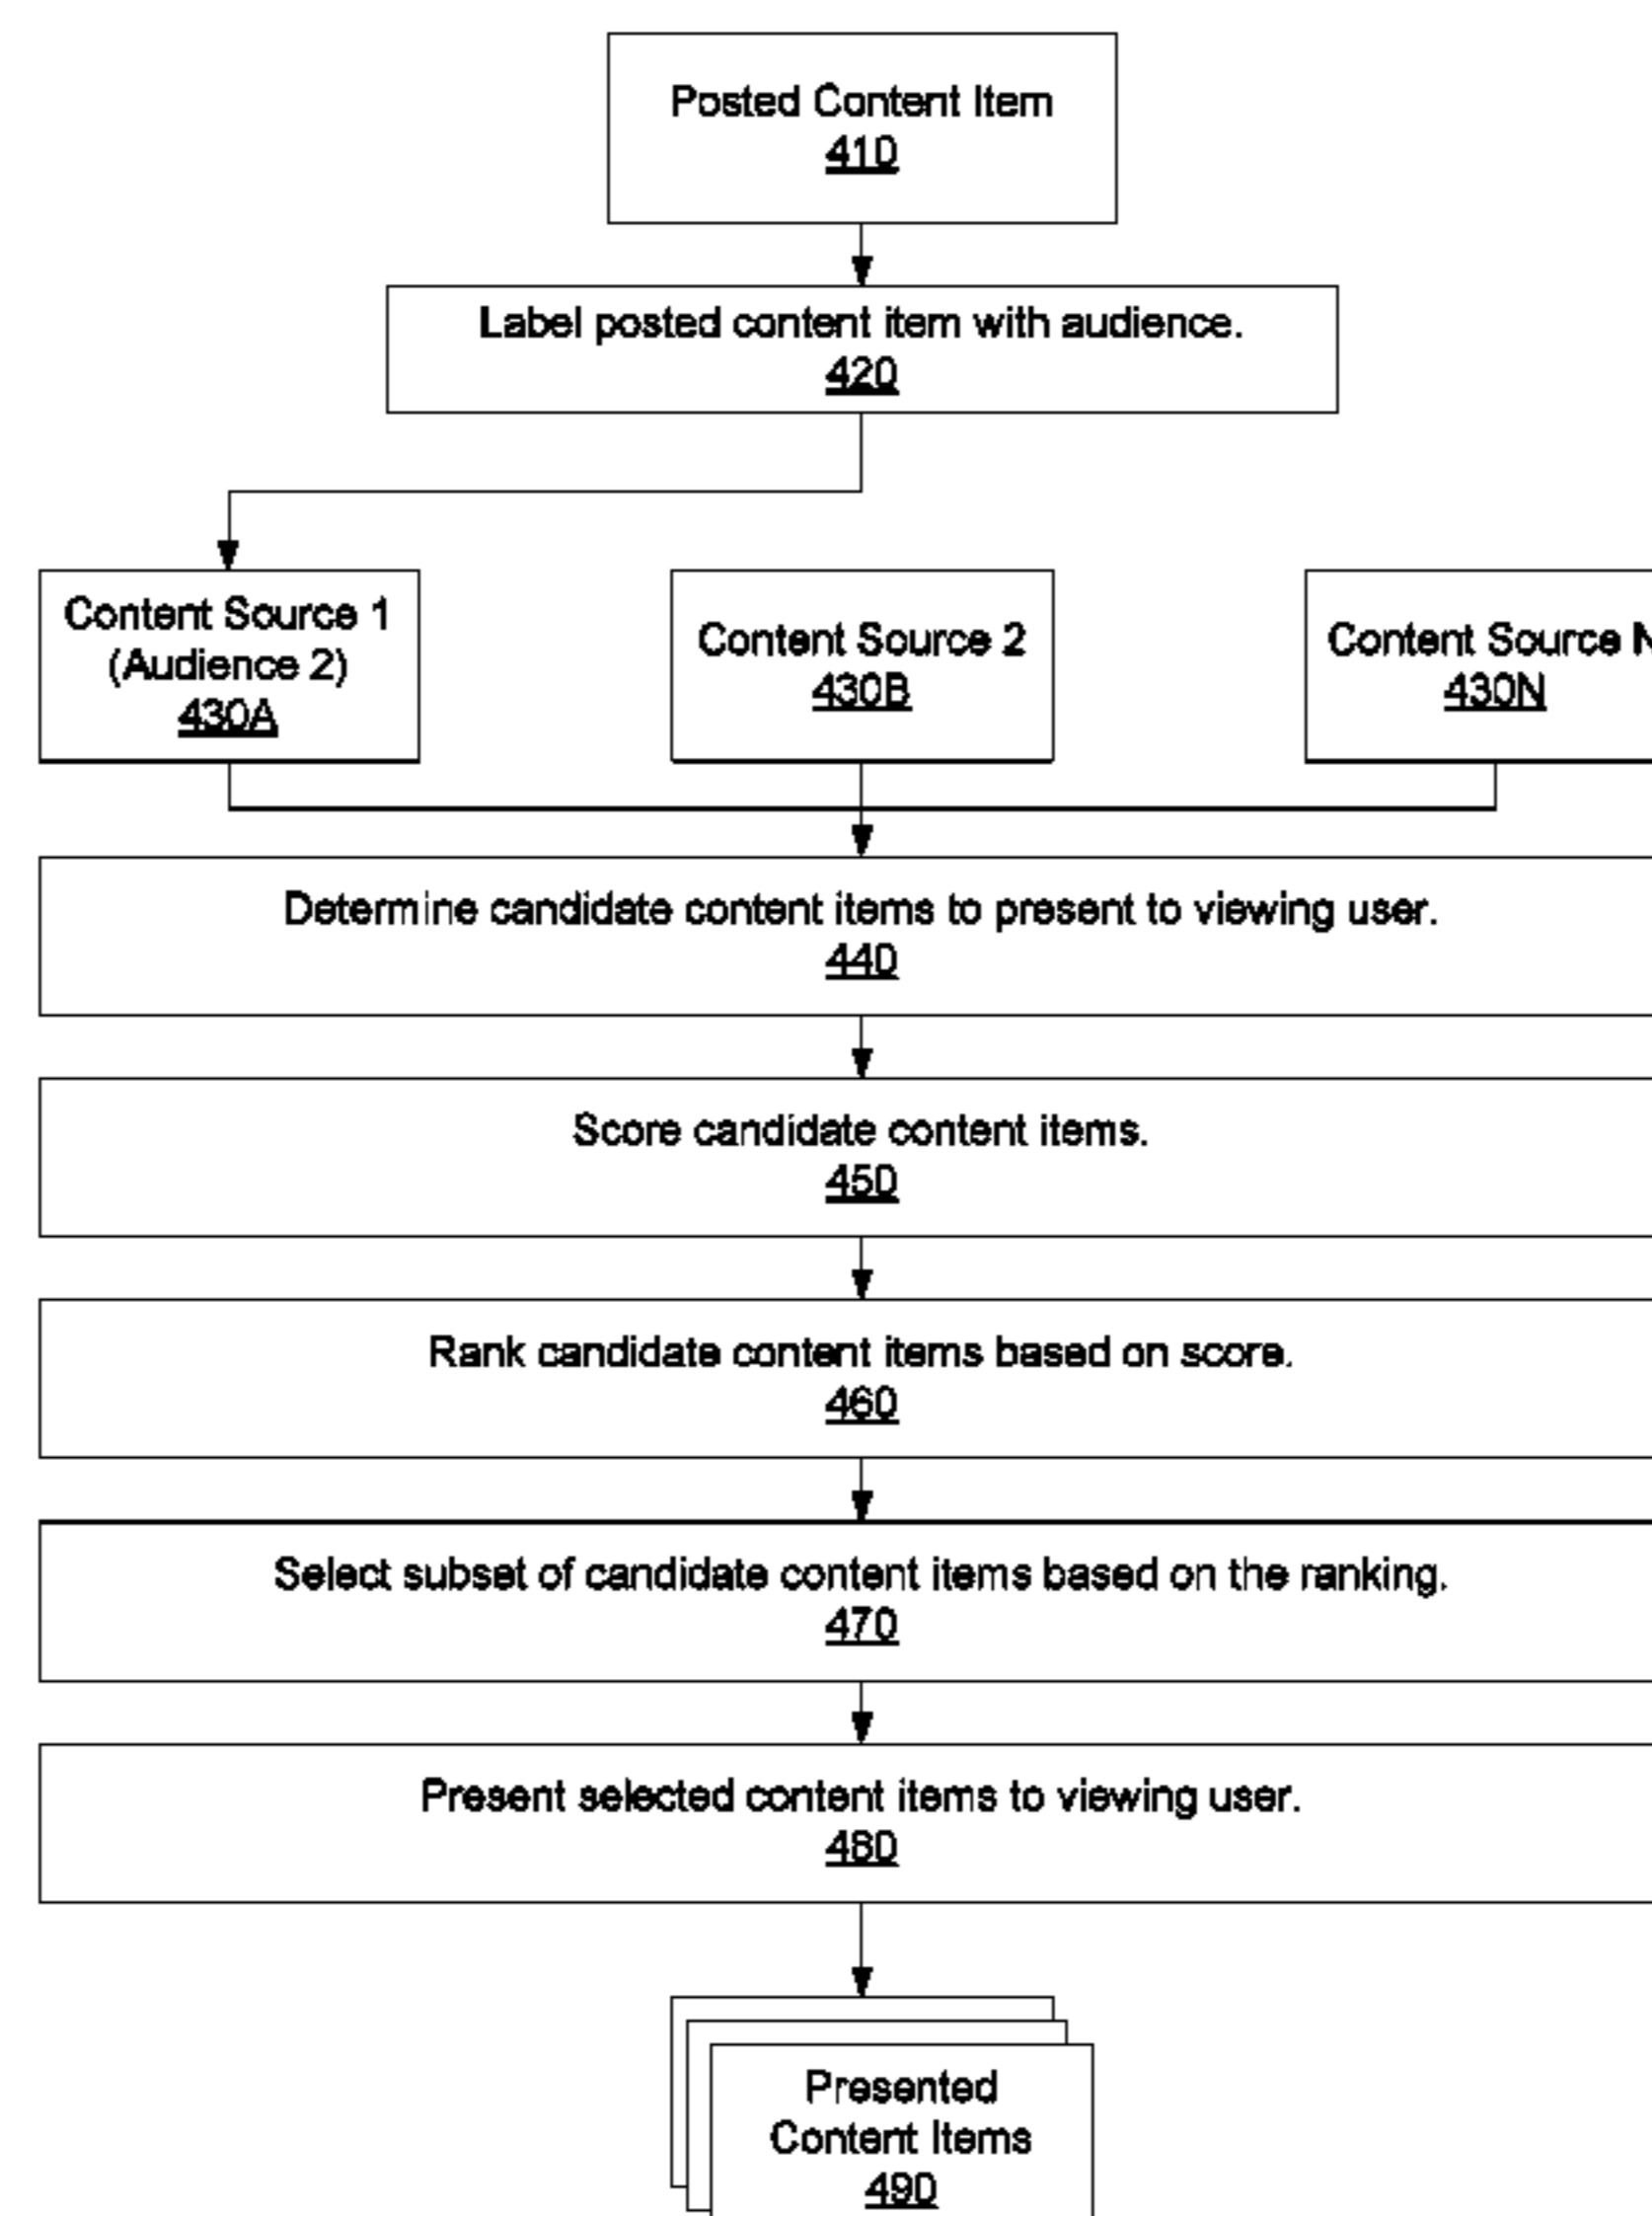 Posted Content Item
410
Label posted content item with audience.
420
Content Source 1
(Audience 2)
430A
Content Source 2
430B
Content Source N
430N
Determine candidate content items to present to viewing user.
440
Score candidate content items.
450
Rank candidate content items based on score.
460
Select subset of candidate content items based on the ranking.
470
Present selected content items to viewing user.
480
Presented
Content Items
490